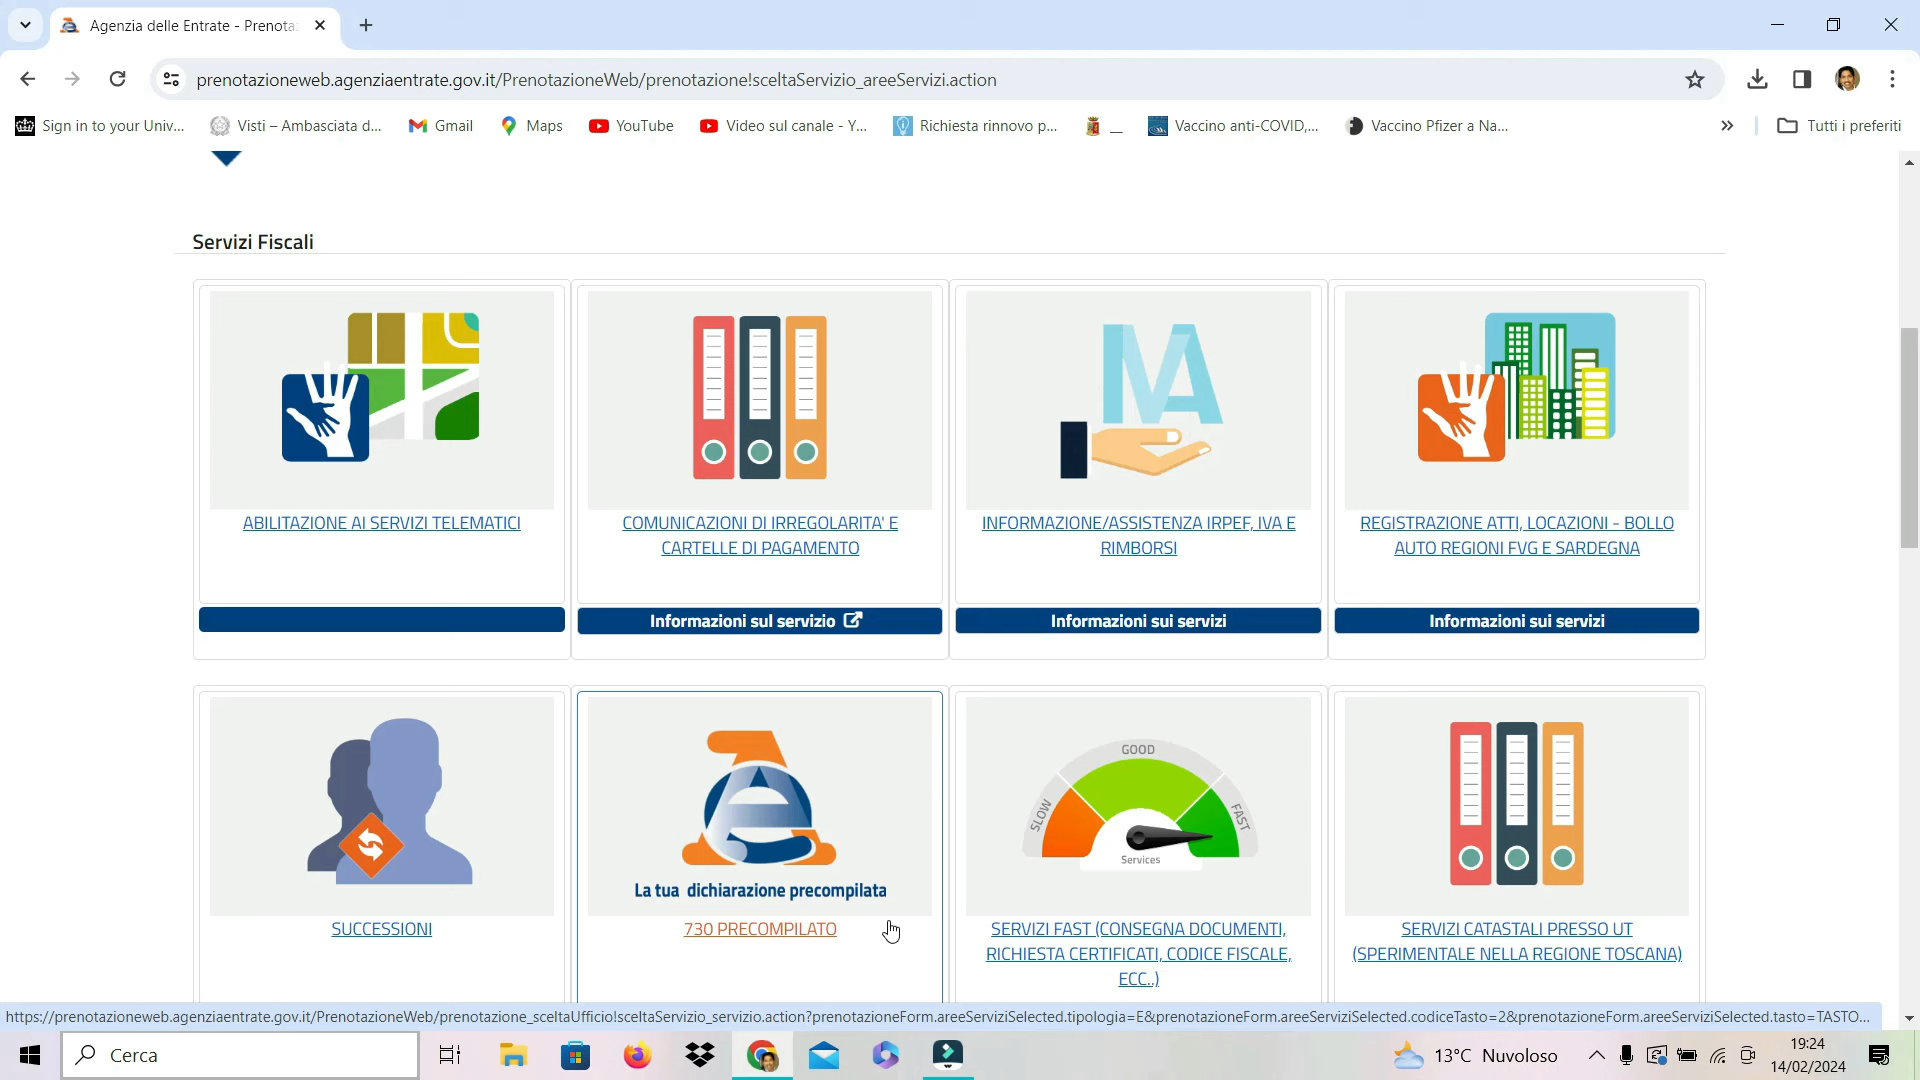 Agenzia delle Entrate - Prenota
prenotazioneweb.agenziaentrate.gov.it/PrenotazioneWeb/prenotazione!sceltaServizio_areeServizi.action
Sign in to your Univ...
Visti – Ambasciata d...
Gmail
Maps
YouTube
Video sul canale - Y...
Richiesta rinnovo p...
__
Vaccino anti-COVID,...
Vaccino Pfizer a Na...
»
Tutti i preferiti
Servizi Fiscali
IVA
ABILITAZIONE AI SERVIZI TELEMATICI
COMUNICAZIONI DI IRREGOLARITA' E
CARTELLE DI PAGAMENTO
INFORMAZIONE/ASSISTENZA IRPEF, IVA E
RIMBORSI
REGISTRAZIONE ATTI, LOCAZIONI - BOLLO
AUTO REGIONI FVG E SARDEGNA
Informazioni sul servizio
Informazioni sui servizi
Informazioni sui servizi
La tua dichiarazione precompilata
SLOW
GOOD
FAST
Services
SUCCESSIONI
730 PRECOMPILATO
SERVIZI FAST (CONSEGNA DOCUMENTI,
RICHIESTA CERTIFICATI, CODICE FISCALE,
ECC..)
SERVIZI CATASTALI PRESSO UT
(SPERIMENTALE NELLA REGIONE TOSCANA)
https://prenotazioneweb.agenziaentrate.gov.it/PrenotazioneWeb/prenotazione_sceltaUfficio!sceltaServizio_servizio.action?prenotazioneForm.areeServiziSelected.tipologia=E&prenotazioneForm.areeServiziSelected.codiceTasto=2&prenotazioneForm.areeServiziSelected.tasto=TASTO...
Cerca
13°C Nuvoloso
19:24
14/02/2024